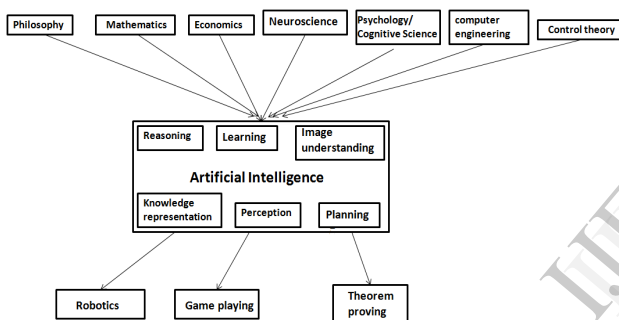 Philosophy
Mathematics
Economics
Neuroscience
Psychology/
Cognitive Science
computer
engineering
Control theory
Reasoning
Learning
Image
understanding
Artificial Intelligence
Knowledge
representation
Perception
Planning
Robotics
Game playing
Theorem
proving